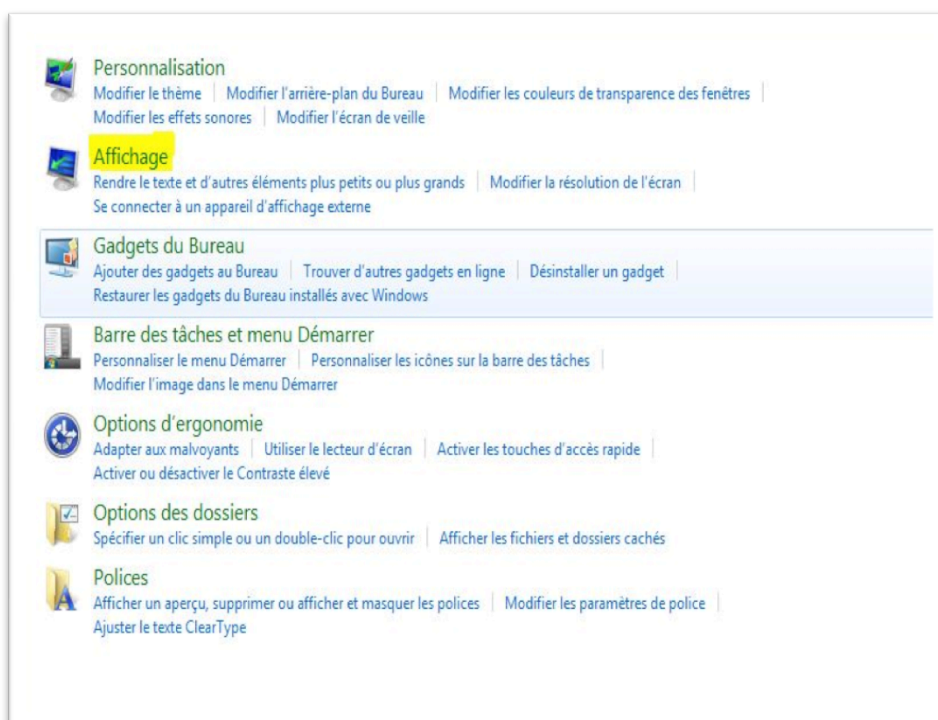 Personnalisation
Modifier le thème | Modifier l'arrière-plan du Bureau | Modifier les couleurs de transparence des fenêtres |
Modifier les effets sonores | Modifier l'écran de veille
Affichage
Rendre le texte et d'autres éléments plus petits ou plus grands | Modifier la résolution de l'écran |
Se connecter à un appareil d'affichage externe
Gadgets du Bureau
Ajouter des gadgets au Bureau | Trouver d'autres gadgets en ligne | Désinstaller un gadget |
Restaurer les gadgets du Bureau installés avec Windows
Barre des tâches et menu Démarrer
Personnaliser le menu Démarrer | Personnaliser les icônes sur la barre des tâches |
Modifier l'image dans le menu Démarrer
Options d'ergonomie
Adapter aux malvoyants | Utiliser le lecteur d'écran | Activer les touches d'accès rapide |
Activer ou désactiver le Contraste élevé
Options des dossiers
Spécifier un clic simple ou un double-clic pour ouvrir | Afficher les fichiers et dossiers cachés
Polices
Afficher un aperçu, supprimer ou afficher et masquer les polices | Modifier les paramètres de police |
Ajuster le texte ClearType